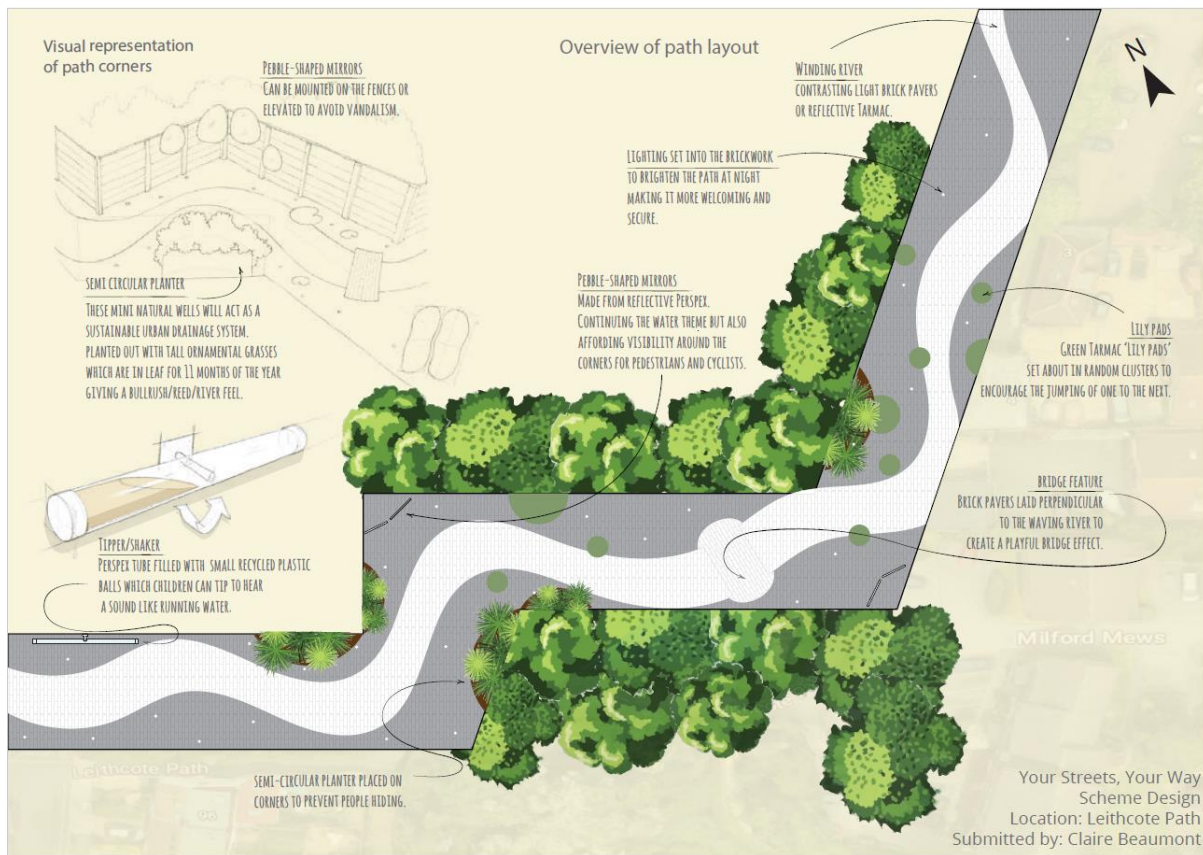 Visual representation
of path corners
Overview of path layout
PEBBLE-SHAPED MIRRORS
CAN BE MOUNTED ON THE FENCES OR
ELEVATED TO AVOID VANDALISM.
WINDING RIVER
CONTRASTING LIGHT BRICK PAVERS
OR REFLECTIVE TARMAC.
N
LIGHTING SET INTO THE BRICKWORK
TO BRIGHTEN THE PATH AT NIGHT
MAKING IT MORE WELCOMING AND
SECURE.
SEMI CIRCULAR PLANTER
THESE MINI NATURAL WELLS WILL ACT AS A
SUSTAINABLE URBAN DRAINAGE SYSTEM.
PLANTED OUT WITH TALL ORNAMENTAL GRASSES
WHICH ARE IN LEAF FOR 11 MONTHS OF THE YEAR
GIVING A BULLRUSH/REED/RIVER FEEL.
PEBBLE-SHAPED MIRRORS
MADE FROM REFLECTIVE PERSPEX.
CONTINUING THE WATER THEME BUT ALSO
AFFORDING VISIBILITY AROUND THE
CORNERS FOR PEDESTRIANS AND CYCLISTS.
LILY PADS
GREEN TARMAC 'LILY PADS'
SET ABOUT IN RANDOM CLUSTERS TO
ENCOURAGE THE JUMPING OF ONE TO THE NEXT.
BRIDGE FEATURE
BRICK PAVERS LAID PERPENDICULAR
TO THE WAVING RIVER TO
CREATE A PLAYFUL BRIDGE EFFECT.
TIPPER/SHAKER
PERSPEX TUBE FILLED WITH SMALL RECYCLED PLASTIC
BALLS WHICH CHILDREN CAN TIP TO HEAR
A SOUND LIKE RUNNING WATER.
Milford Mews
Leithcote Path
SEMI-CIRCULAR PLANTER PLACED ON
CORNERS TO PREVENT PEOPLE HIDING.
Your Streets, Your Way
Scheme Design
Location: Leithcote Path
Submitted by: Claire Beaumont